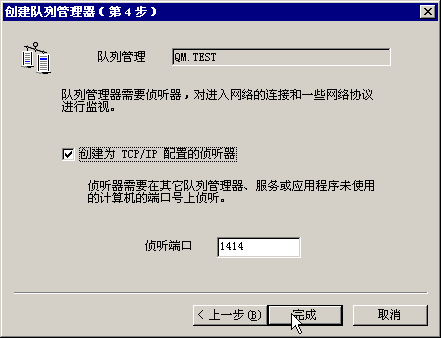 创建队列管理器（第 4 步）
队列管理 QM.TEST
队列管理器需要侦听器，对进入网络的连接和一些网络协议
进行监视。
创建为 TCP/IP 配置的侦听器
侦听器需要在其它队列管理器、服务或应用程序未使用
的计算机的端口号上侦听。
侦听端口 1414
< 上一步(B) 完成 取消